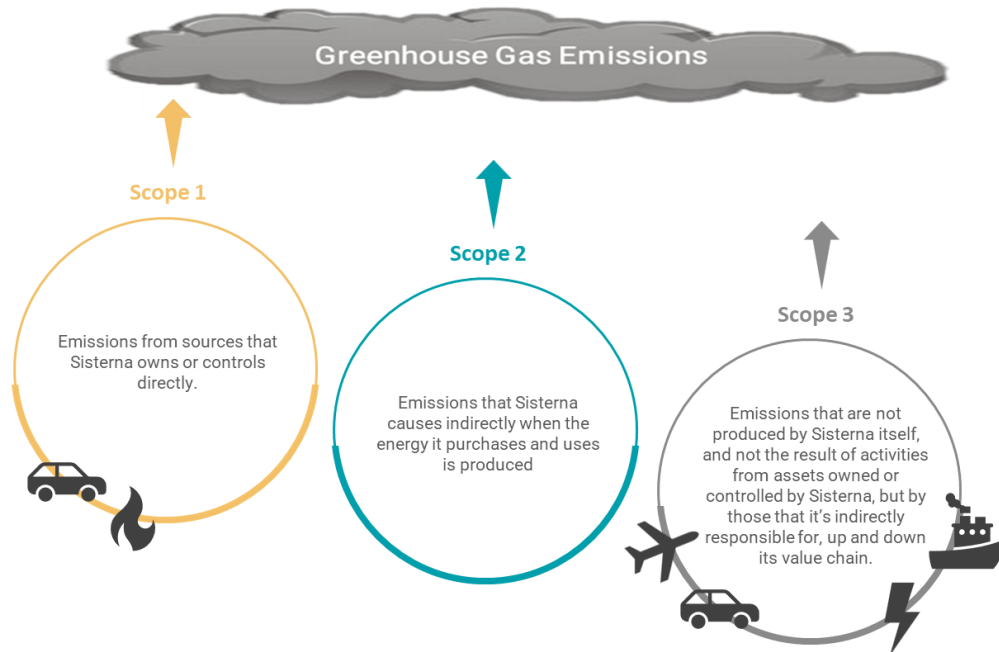 Greenhouse Gas Emissions
Scope 1
Emissions from sources that
Sisterna owns or controls
directly.
Scope 2
Emissions that Sisterna
causes indirectly when the
energy it purchases and uses
is produced
Scope 3
Emissions that are not
produced by Sisterna itself,
and not the result of activities
from assets owned or
controlled by Sisterna, but by
those that it's indirectly
responsible for, up and down
its value chain.